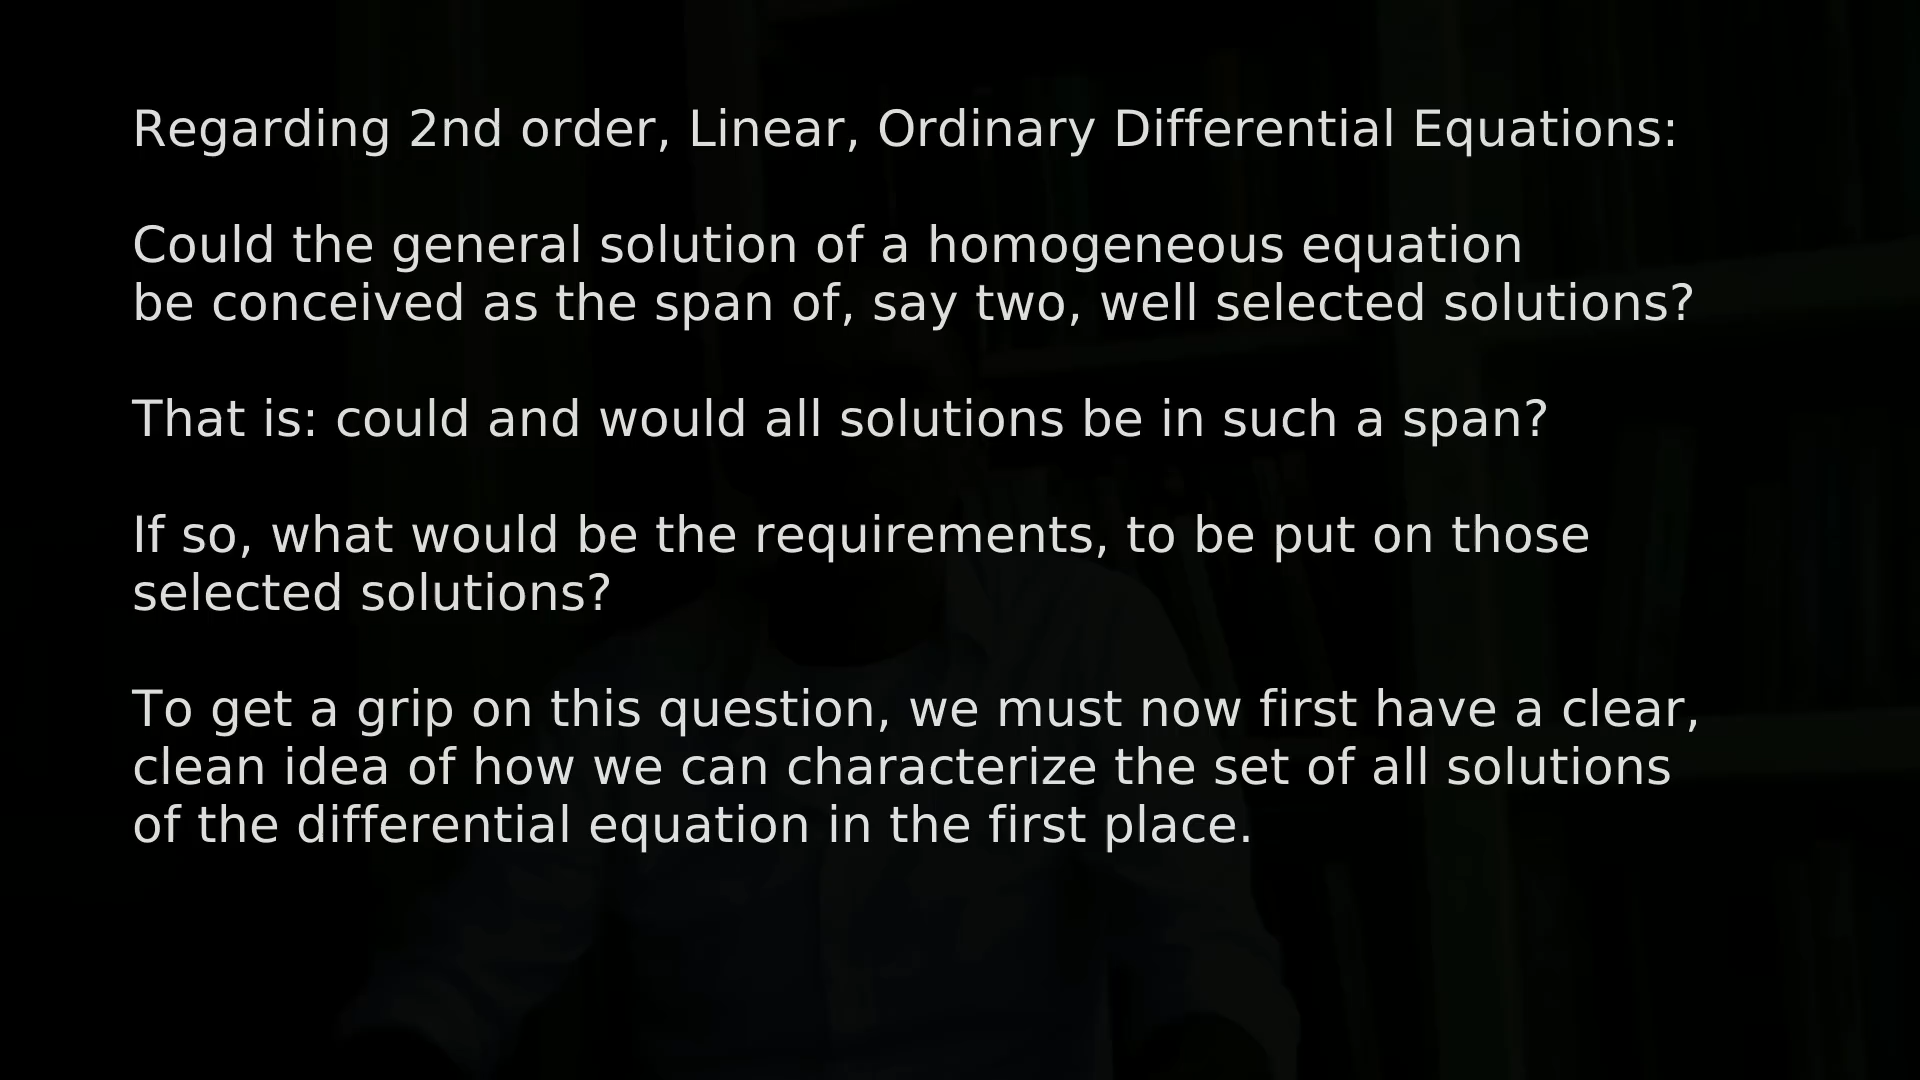 Regarding 2nd order, Linear, Ordinary Differential Equations:
Could the general solution of a homogeneous equation
be conceived as the span of, say two, well selected solutions?
That is: could and would all solutions be in such a span?
If so, what would be the requirements, to be put on those
selected solutions?
To get a grip on this question, we must now first have a clear,
clean idea of how we can characterize the set of all solutions
of the differential equation in the first place.